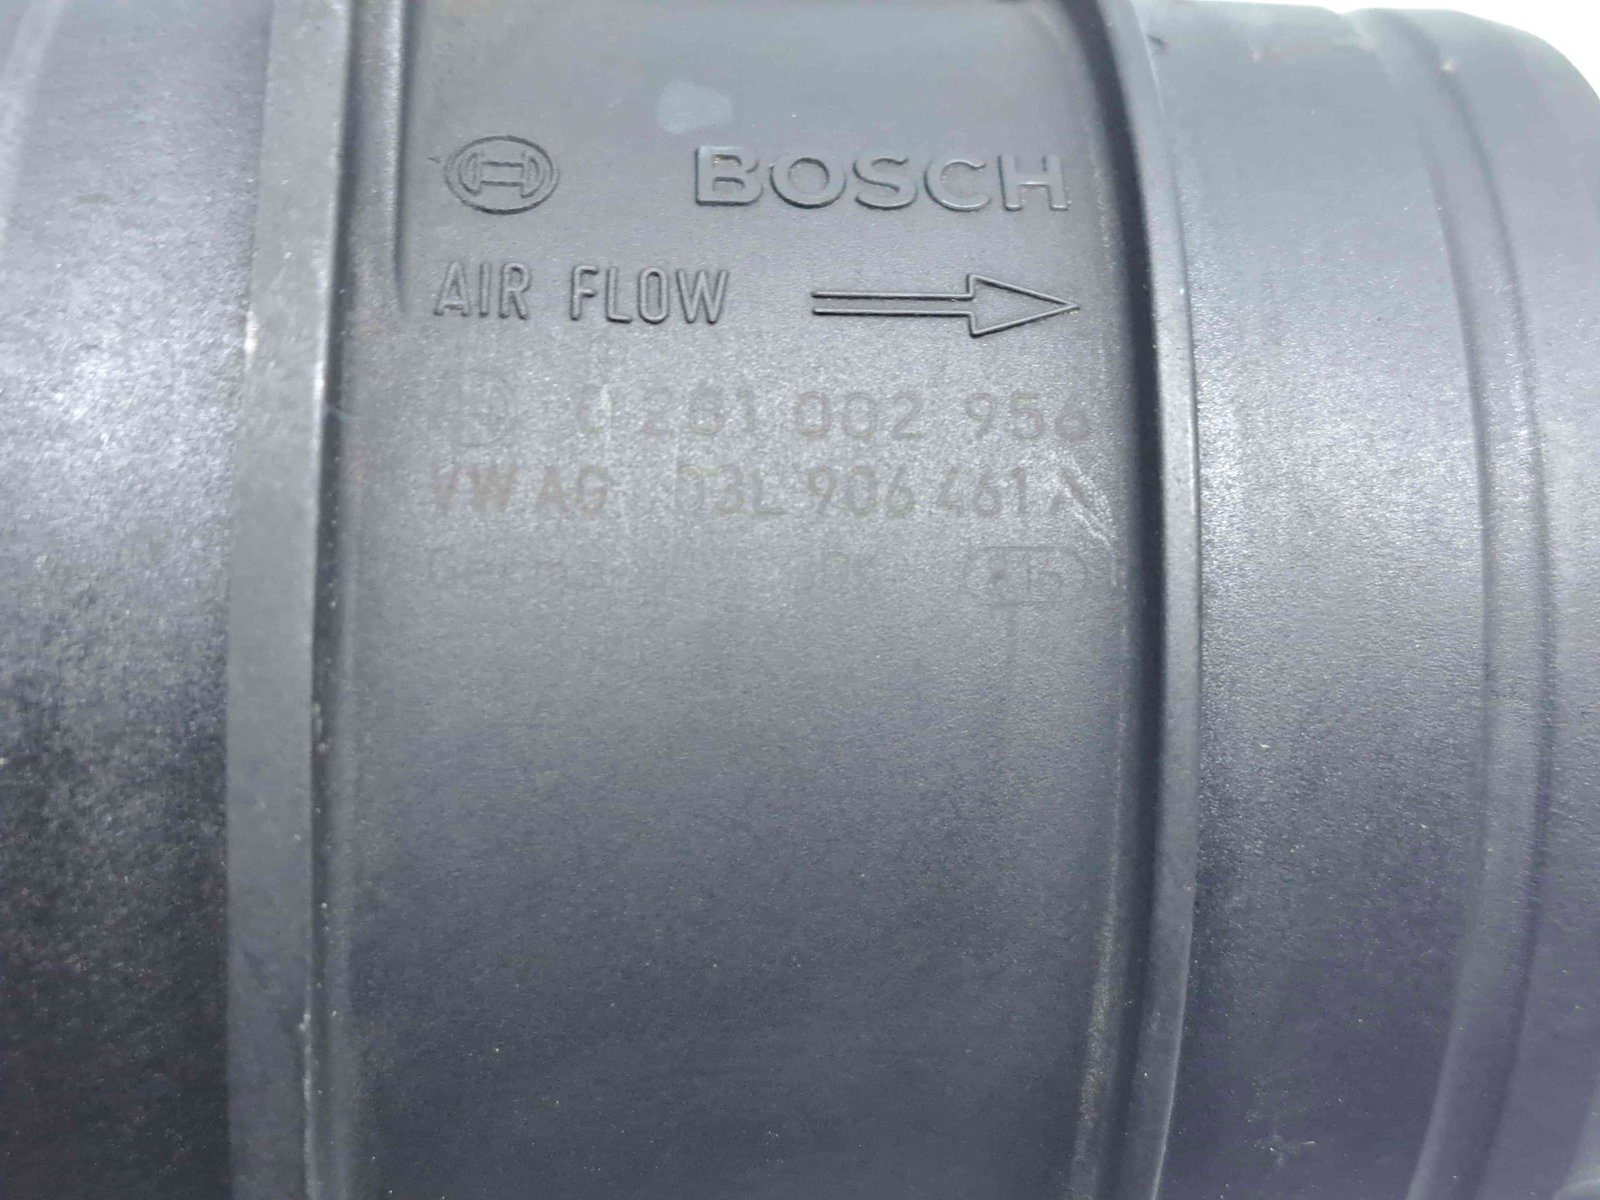 BOSCH
AIR FLOW
0 281 002 956
VW AG 03L 906 461 A